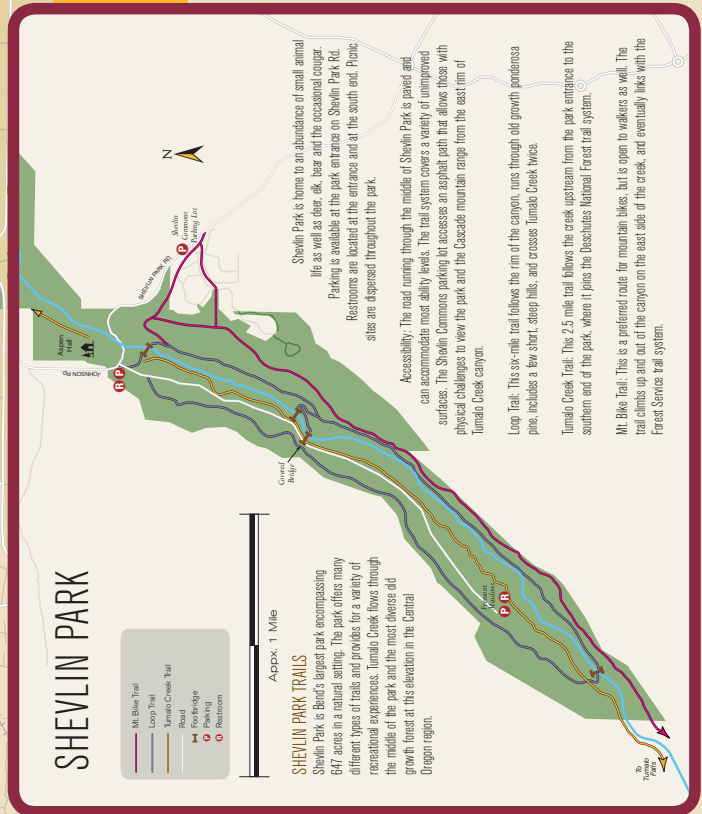 SHEVLIN PARK
Mt. Bike Trail
Loop Trail
Tumalo Creek Trail
Road
Footbridge
P Parking
R Restroom
Appx. 1 Mile
SHEVLIN PARK TRAILS
Shevlin Park is Bend's largest park encompassing
647 acres in a natural setting. The park offers many
different types of trails and provides for a variety of
recreational experiences. Tumalo Creek flows through
the middle of the park and the most diverse old
growth forest at this elevation in the Central
Oregon region.
Aspen
Hall
JOHNSON Rd
R P
SHEVLIN PARK RD
P
Shevlin
Commons
Parking Lot
N
Covered
Bridge
Fremont
Meadows
P R
To
Tumalo
Falls
Shevlin Park is home to an abundance of small animal
life as well as deer, elk, bear and the occasional cougar.
Parking is available at the park entrance on Shevlin Park Rd.
Restrooms are located at the entrance and at the south end. Picnic
sites are dispersed throughout the park.
Accessibility: The road running through the middle of Shevlin Park is paved and
can accommodate most ability levels. The trail system covers a variety of unimproved
surfaces. The Shevlin Commons parking lot accesses an asphalt path that allows those with
physical challenges to view the park and the Cascade mountain range from the east rim of
Tumalo Creek canyon.
Loop Trail: This six-mile trail follows the rim of the canyon, runs through old growth ponderosa
pine, includes a few short, steep hills, and crosses Tumalo Creek twice.
Tumalo Creek Trail: This 2.5 mile trail follows the creek upstream from the park entrance to the
southern end of the park, where it joins the Deschutes National Forest trail system.
Mt. Bike Trail: This is a preferred route for mountain bikes, but is open to walkers as well. The
trail climbs up and out of the canyon on the east side of the creek, and eventually links with the
Forest Service trail system.